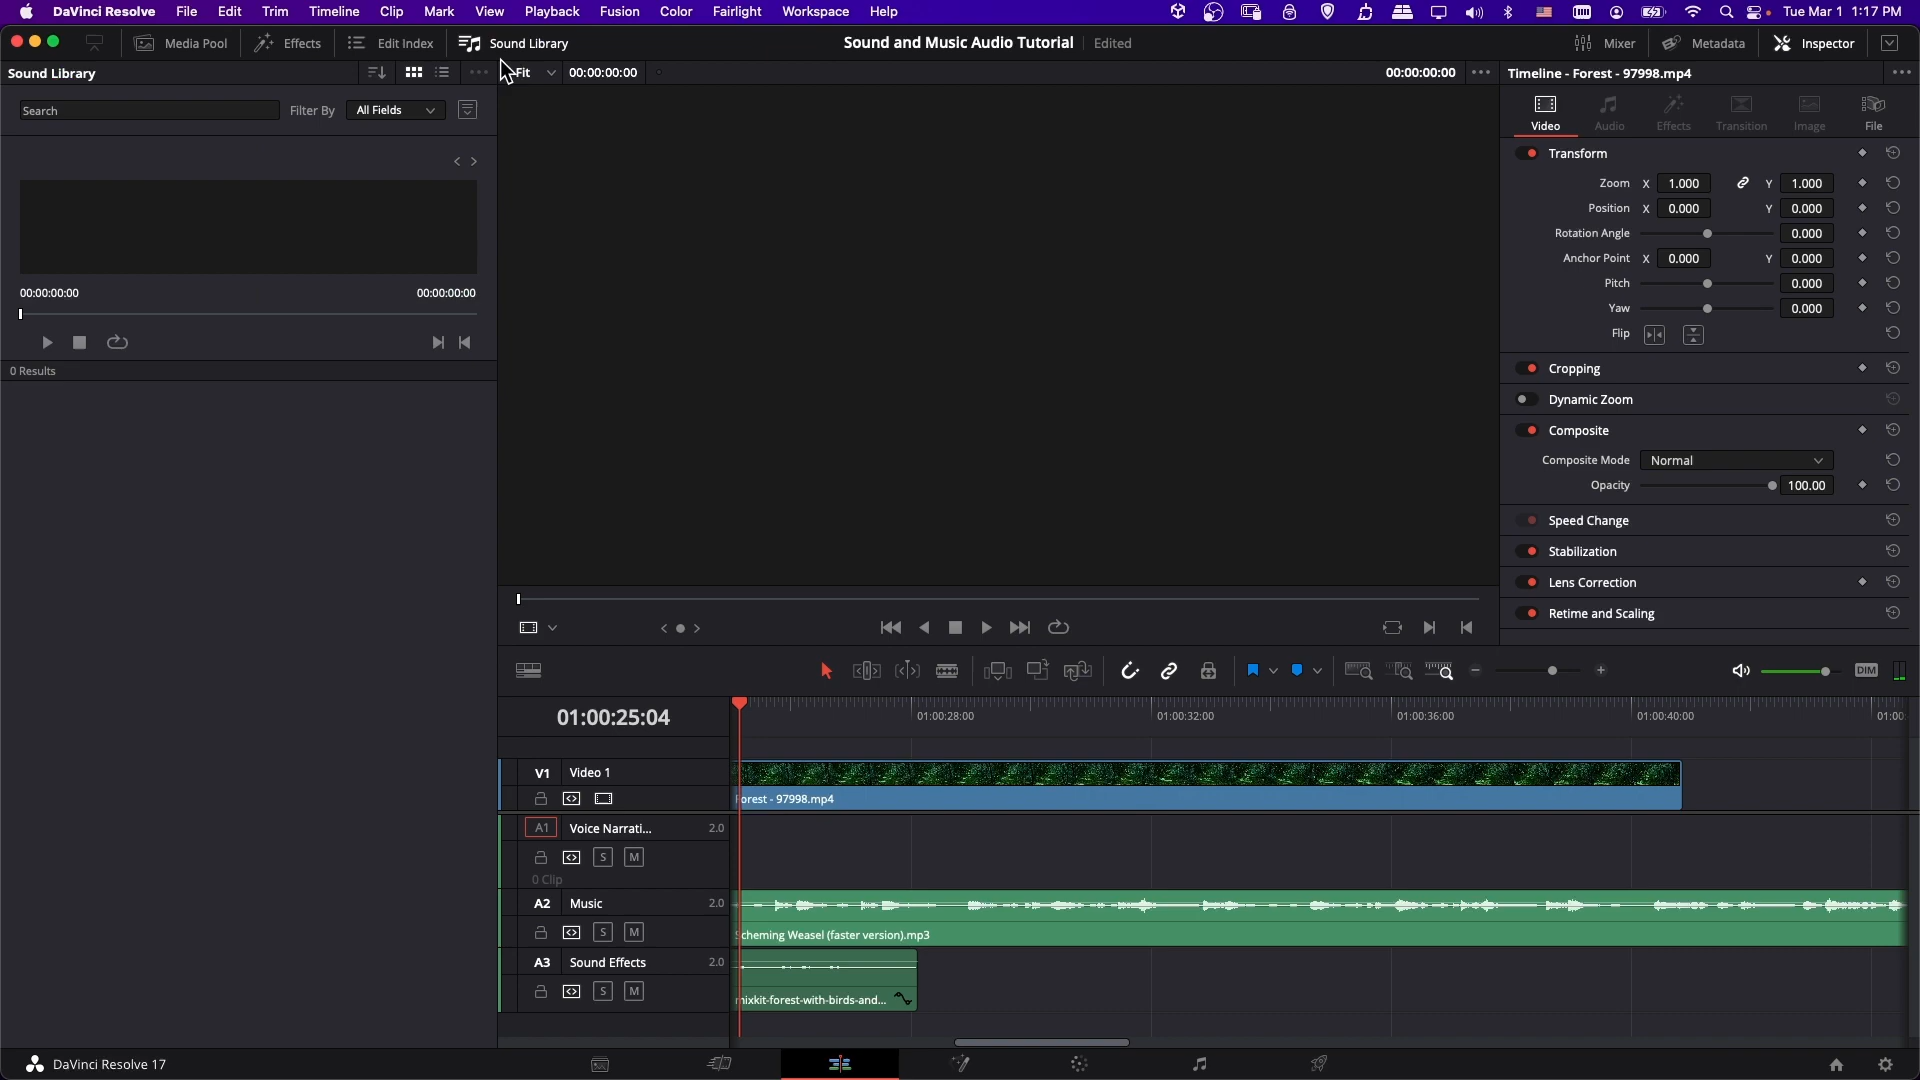 DaVinci Resolve File Edit Trim Timeline Clip Mark View Playback Fusion Color Fairlight Workspace Help Tue Mar 1 1:17 PM
Media Pool Effects Edit Index Sound Library Sound and Music Audio Tutorial Edited Mixer Metadata Inspector
Sound Library Fit 00:00:00:00 00:00:00:00 Timeline - Forest - 97998.mp4
Search Filter By All Fields
Video Audio Effects Transition Image File
Transform
Zoom X 1.000 Y 1.000
Position X 0.000 Y 0.000
Rotation Angle 0.000
Anchor Point X 0.000 Y 0.000
Pitch 0.000
00:00:00:00 00:00:00:00
Yaw 0.000
Flip
0 Results
Cropping
Dynamic Zoom
Composite
Composite Mode Normal
Opacity 100.00
Speed Change
Stabilization
Lens Correction
Retime and Scaling
DIM
01:00:25:04 01:00:28:00 01:00:32:00 01:00:36:00 01:00:40:00 01:00:
V1 Video 1
Forest - 97998.mp4
A1 Voice Narrati... 2.0
S M
0 Clip
A2 Music 2.0
S M
Scheming Weasel (faster version).mp3
A3 Sound Effects 2.0
S M
mixkit-forest-with-birds-and...
DaVinci Resolve 17